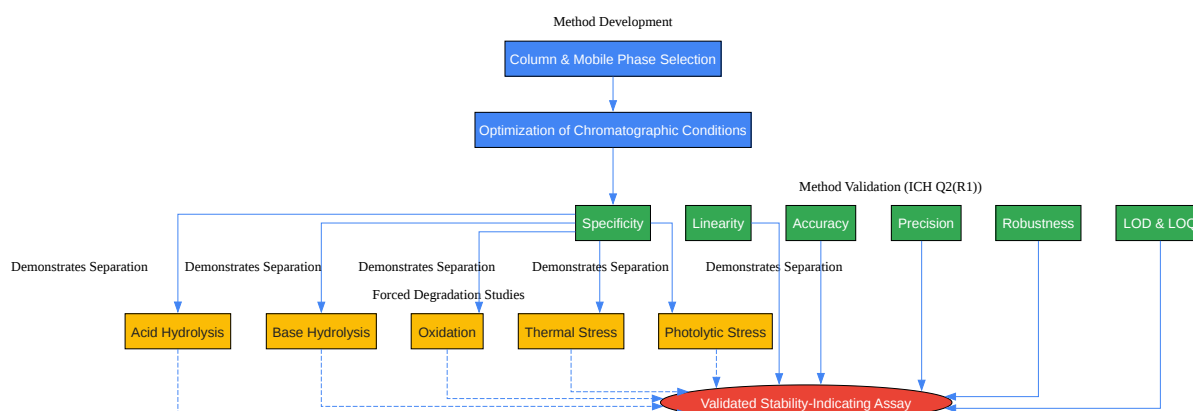 Method Development
Column & Mobile Phase Selection
Optimization of Chromatographic Conditions
Method Validation (ICH Q2(R1))
Specificity
Linearity
Accuracy
Precision
Robustness
LOD & LOQ
Demonstrates Separation
Demonstrates Separation
Demonstrates Separation
Demonstrates Separation
Demonstrates Separation
Forced Degradation Studies
Acid Hydrolysis
Base Hydrolysis
Oxidation
Thermal Stress
Photolytic Stress
Validated Stability-Indicating Assay